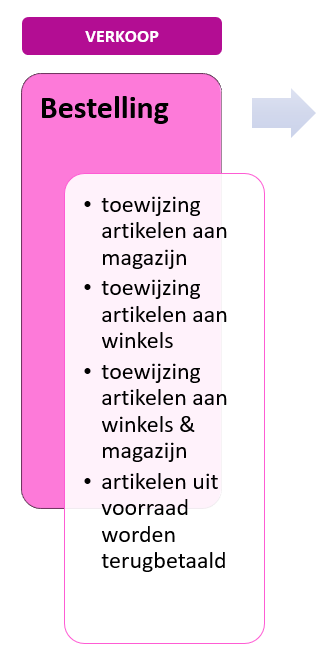 VERKOOP
Bestelling
• toewijzing
artikelen aan
magazijn
• toewijzing
artikelen aan
winkels
• toewijzing
artikelen aan
winkels &
magazijn
• artikelen uit
voorraad
worden
terugbetaald